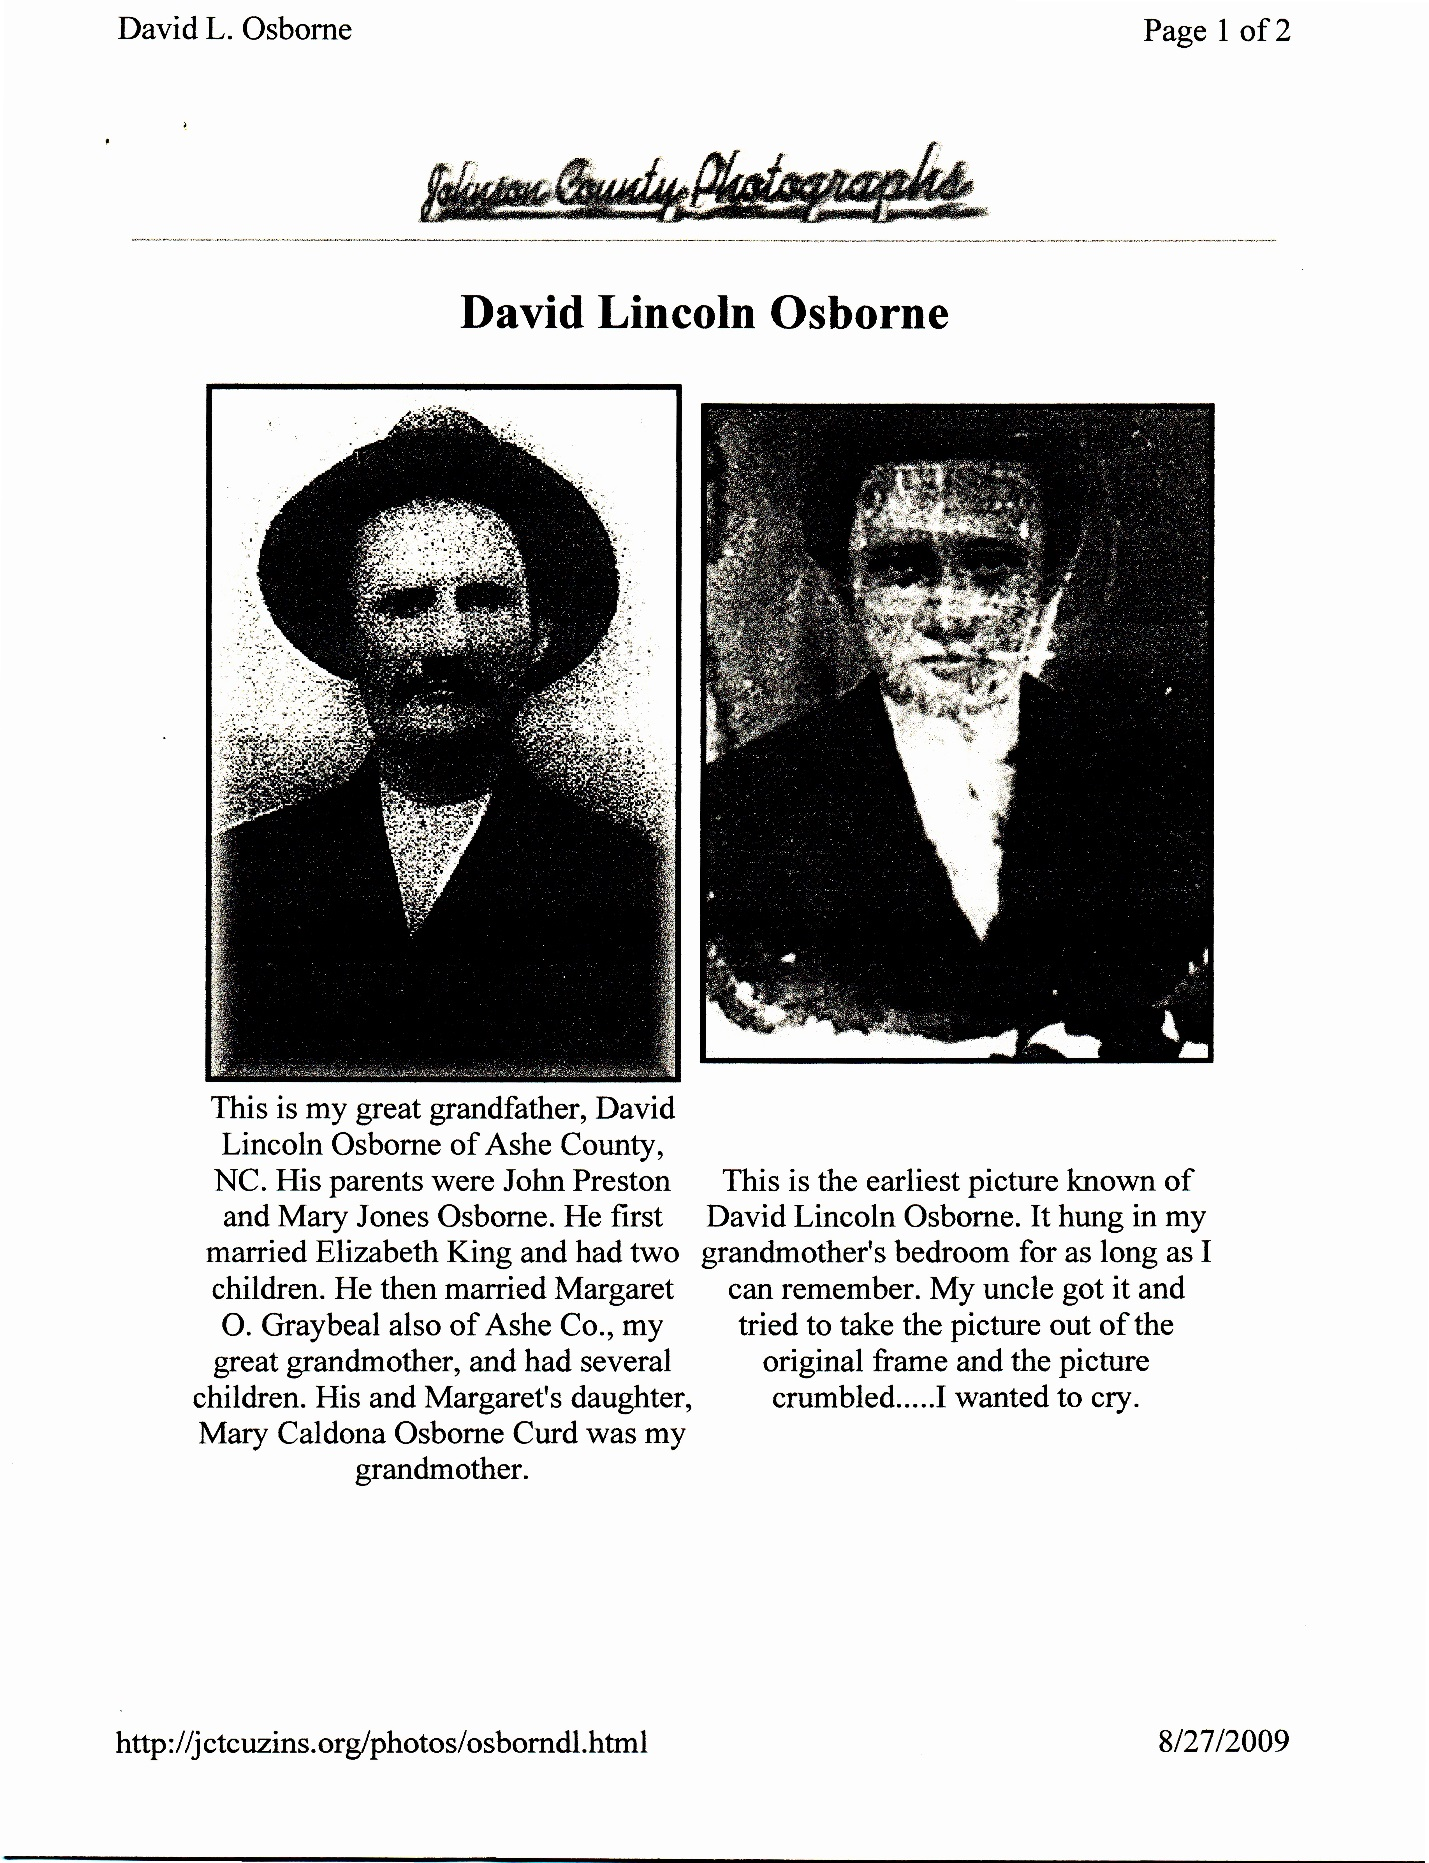 David L. Osborne
Page 1 of 2
Johnson County Photographs
David Lincoln Osborne
This is my great grandfather, David
Lincoln Osborne of Ashe County,
NC. His parents were John Preston
and Mary Jones Osborne. He first
married Elizabeth King and had two
children. He then married Margaret
O. Graybeal also of Ashe Co., my
great grandmother, and had several
children. His and Margaret's daughter,
Mary Caldona Osborne Curd was my
grandmother.
This is the earliest picture known of
David Lincoln Osborne. It hung in my
grandmother's bedroom for as long as I
can remember. My uncle got it and
tried to take the picture out of the
original frame and the picture
crumbled.....I wanted to cry.
http://jctcuzins.org/photos/osborndl.html
8/27/2009